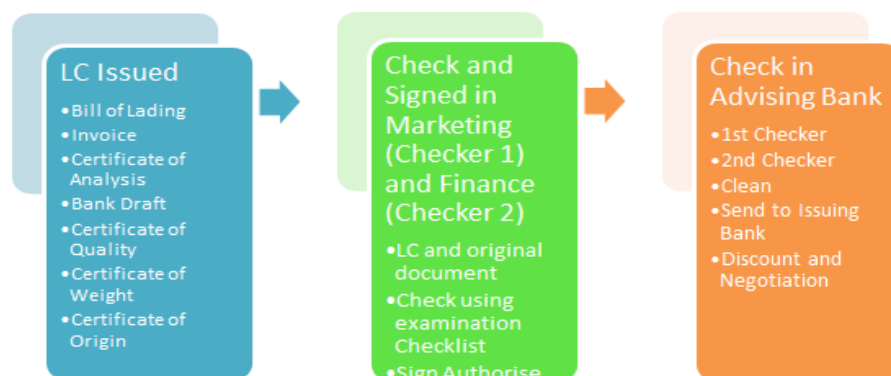 LC Issued
•Bill of Lading
•Invoice
•Certificate of
Analysis
•Bank Draft
•Certificate of
Quality
•Certificate of
Weight
•Certificate of
Origin
Check and
Signed in
Marketing
(Checker 1)
and Finance
(Checker 2)
•LC and original
document
•Check using
examination
Checklist
•Sign Authorise
Check in
Advising Bank
•1st Checker
•2nd Checker
•Clean
•Send to Issuing
Bank
•Discount and
Negotiation